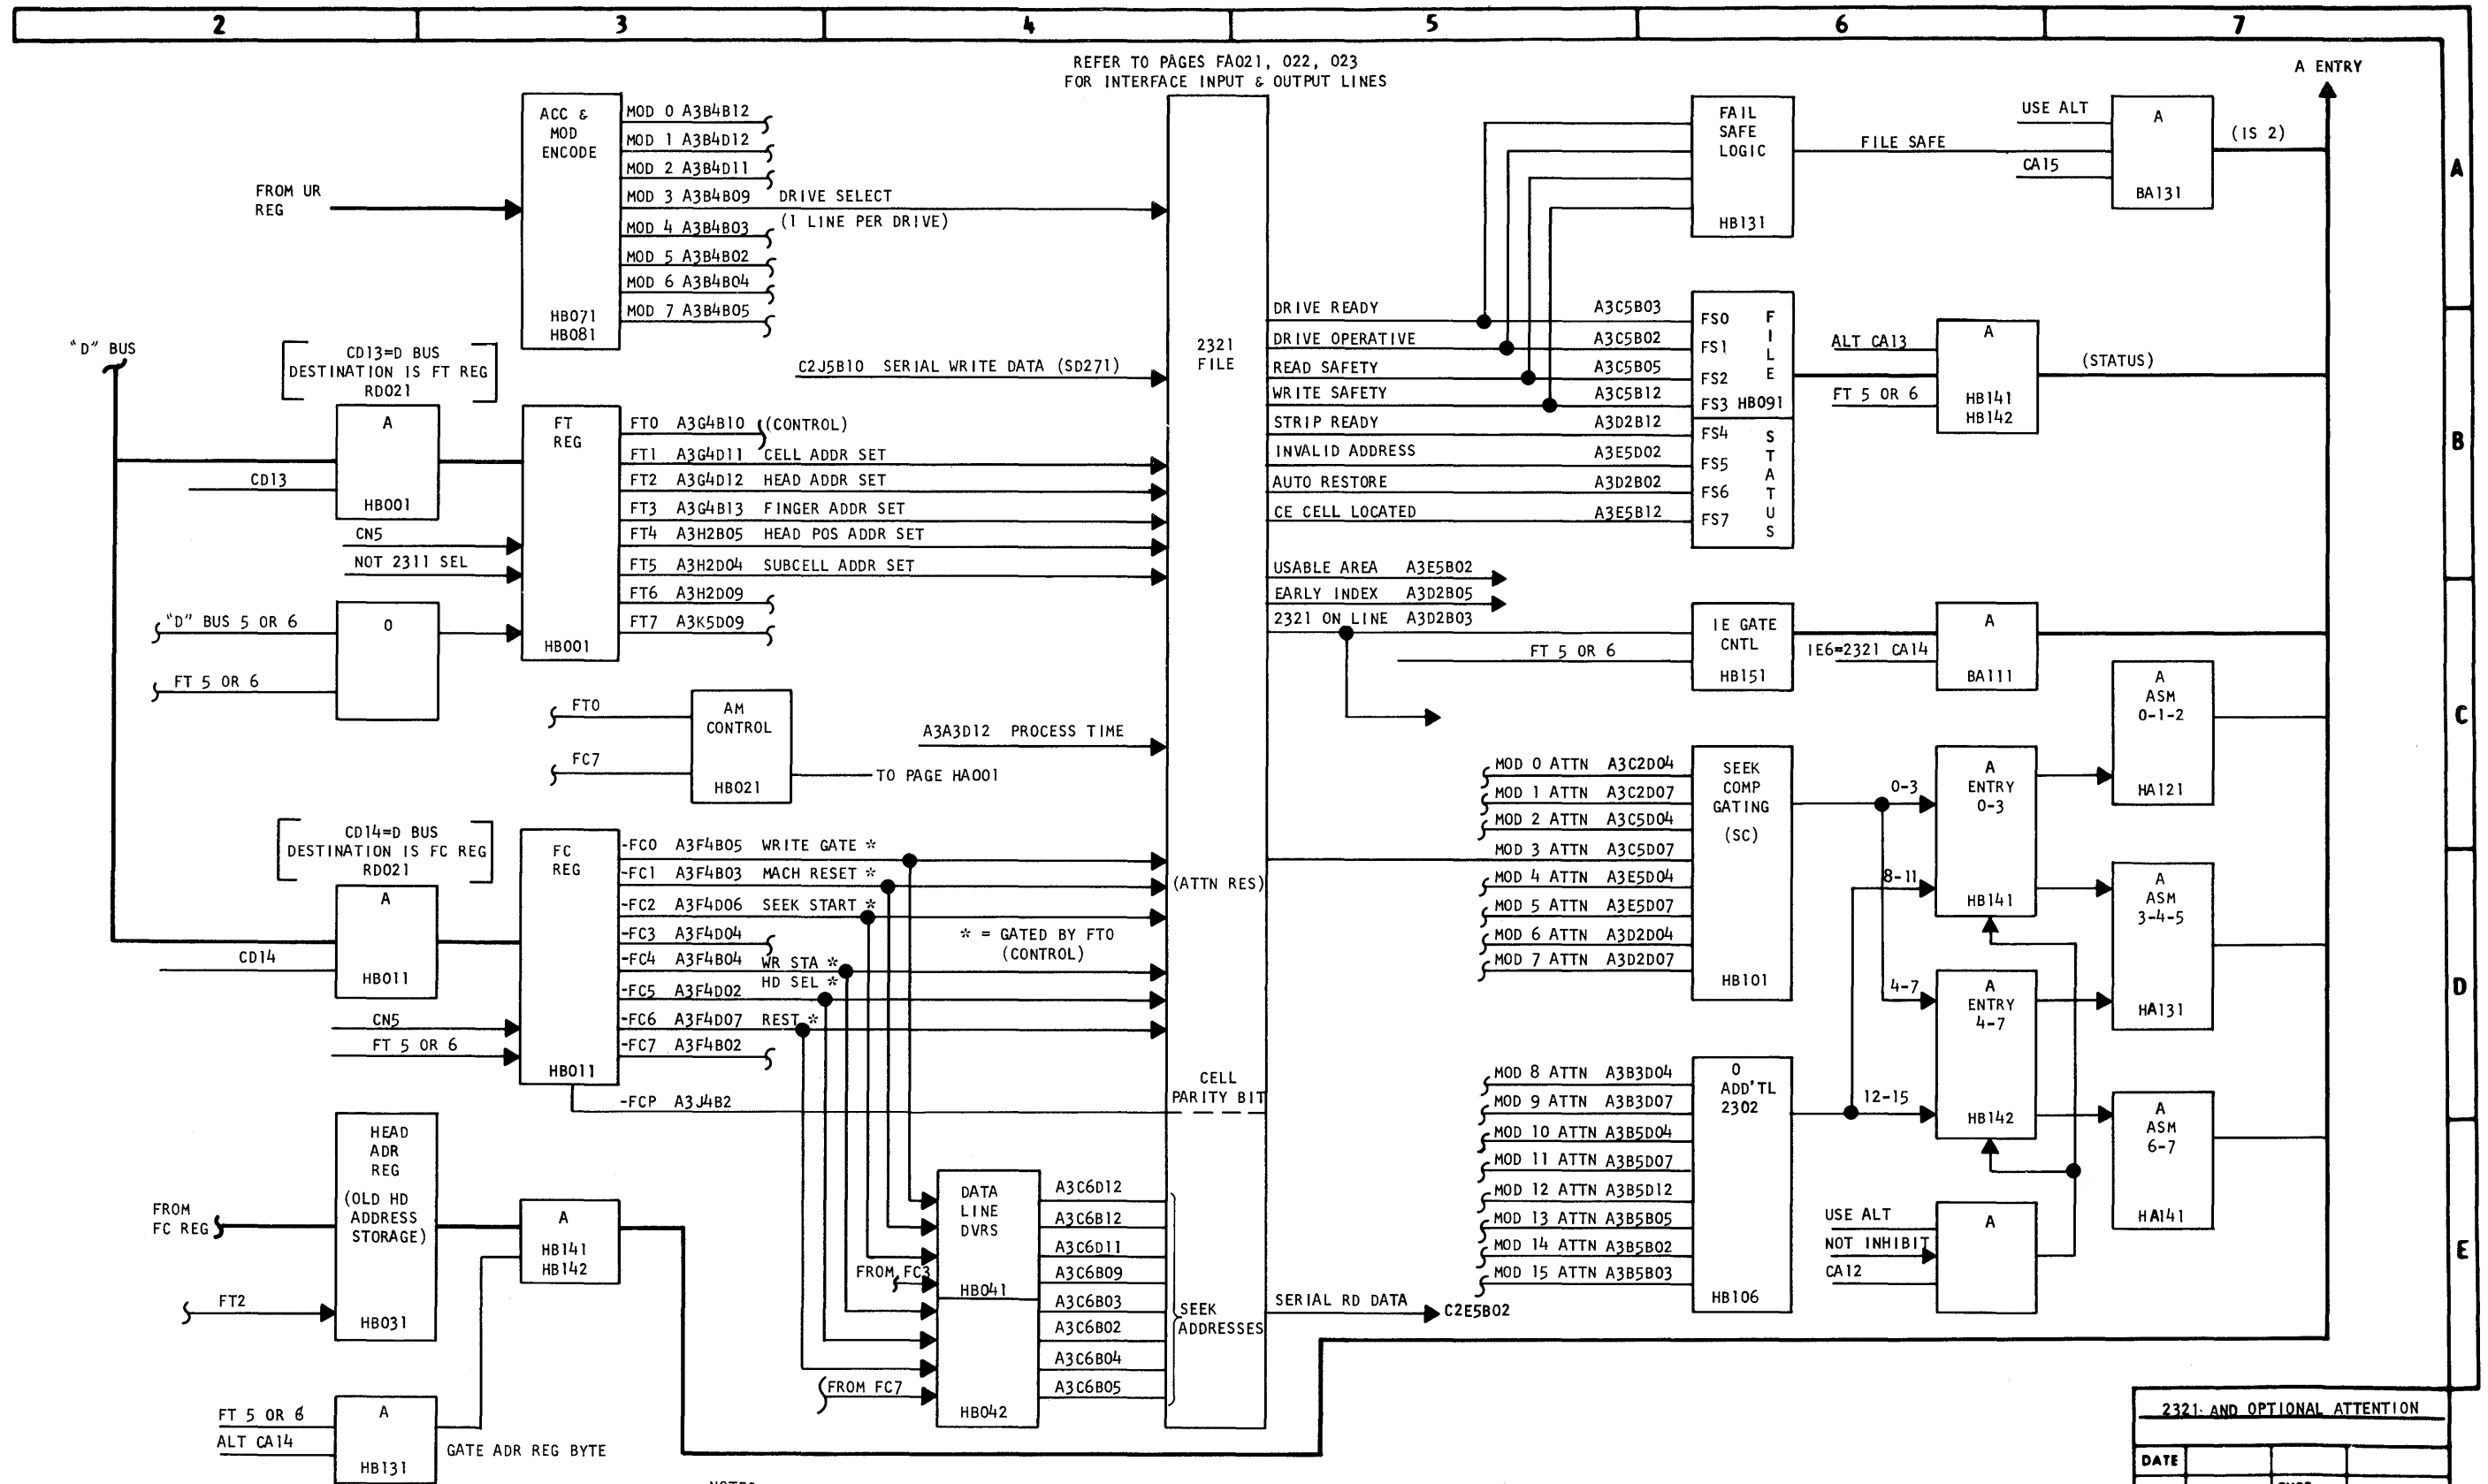 2 3 4 5 6 7
REFER TO PAGES FA021, 022, 023
FOR INTERFACE INPUT & OUTPUT LINES
A ENTRY
A
B
C
D
E
ACC &
MOD
ENCODE
HB071
HB081
FROM UR
REG
MOD 0 A3B4B12
MOD 1 A3B4D12
MOD 2 A3B4D11
MOD 3 A3B4B09 DRIVE SELECT
(1 LINE PER DRIVE)
MOD 4 A3B4B03
MOD 5 A3B4B02
MOD 6 A3B4B04
MOD 7 A3B4B05
"D" BUS
CD13=D BUS
DESTINATION IS FT REG
RD021
A
HB001
CD13
CN5
NOT 2311 SEL
"D" BUS 5 OR 6
FT 5 OR 6
O
FT
REG
HB001
C2J5B10 SERIAL WRITE DATA (SD271)
FT0 A3G4B10 (CONTROL)
FT1 A3G4D11 CELL ADDR SET
FT2 A3G4D12 HEAD ADDR SET
FT3 A3G4B13 FINGER ADDR SET
FT4 A3H2B05 HEAD POS ADDR SET
FT5 A3H2D04 SUBCELL ADDR SET
FT6 A3H2D09
FT7 A3K5D09
FT0
FC7
AM
CONTROL
HB021
TO PAGE HA001
A3A3D12 PROCESS TIME
CD14=D BUS
DESTINATION IS FC REG
RD021
A
HB011
CD14
CN5
FT 5 OR 6
FC
REG
HB011
-FC0 A3F4B05 WRITE GATE *
-FC1 A3F4B03 MACH RESET *
-FC2 A3F4D06 SEEK START *
-FC3 A3F4D04
-FC4 A3F4B04 WR STA *
HD SEL *
-FC5 A3F4D02
-FC6 A3F4D07 REST *
-FC7 A3F4B02
-FCP A3J4B2
* = GATED BY FT0
(CONTROL)
HEAD
ADR
REG
(OLD HD
ADDRESS
STORAGE)
HB031
FROM
FC REG
FT2
A
HB141
HB142
FT 5 OR 6
ALT CA14
A
HB131
GATE ADR REG BYTE
DATA
LINE
DVRS
HB041
HB042
FROM FC3
FROM FC7
A3C6D12
A3C6B12
A3C6D11
A3C6B09
A3C6B03
A3C6B02
A3C6B04
A3C6B05
2321
FILE
(ATTN RES)
CELL
PARITY BIT
SEEK
ADDRESSES
DRIVE READY A3C5B03
DRIVE OPERATIVE A3C5B02
READ SAFETY A3C5B05
WRITE SAFETY A3C5B12
STRIP READY A3D2B12
INVALID ADDRESS A3E5D02
AUTO RESTORE A3D2B02
CE CELL LOCATED A3E5B12
USABLE AREA A3E5B02
EARLY INDEX A3D2B05
2321 ON LINE A3D2B03
SERIAL RD DATA C2E5B02
FAIL
SAFE
LOGIC
HB131
FILE SAFE
USE ALT
CA15
A
BA131
(IS 2)
FS0
FS1
FS2
FS3 HB091
FS4
FS5
FS6
FS7
FILE
STATUS
ALT CA13
FT 5 OR 6
A
HB141
HB142
(STATUS)
FT 5 OR 6
IE GATE
CNTL
HB151
IE6=2321 CA14
A
BA111
MOD 0 ATTN A3C2D04
MOD 1 ATTN A3C2D07
MOD 2 ATTN A3C5D04
MOD 3 ATTN A3C5D07
MOD 4 ATTN A3E5D04
MOD 5 ATTN A3E5D07
MOD 6 ATTN A3D2D04
MOD 7 ATTN A3D2D07
SEEK
COMP
GATING
(SC)
HB101
MOD 8 ATTN A3B3D04
MOD 9 ATTN A3B3D07
MOD 10 ATTN A3B5D04
MOD 11 ATTN A3B5D07
MOD 12 ATTN A3B5D12
MOD 13 ATTN A3B5B05
MOD 14 ATTN A3B5B02
MOD 15 ATTN A3B5B03
O
ADD'TL
2302
HB106
0-3
8-11
4-7
12-15
A
ENTRY
0-3
HB141
A
ENTRY
4-7
HB142
USE ALT
NOT INHIBIT
CA12
A
A
ASM
0-1-2
HA121
A
ASM
3-4-5
HA131
A
ASM
6-7
HA141
2321 AND OPTIONAL ATTENTION
DATE